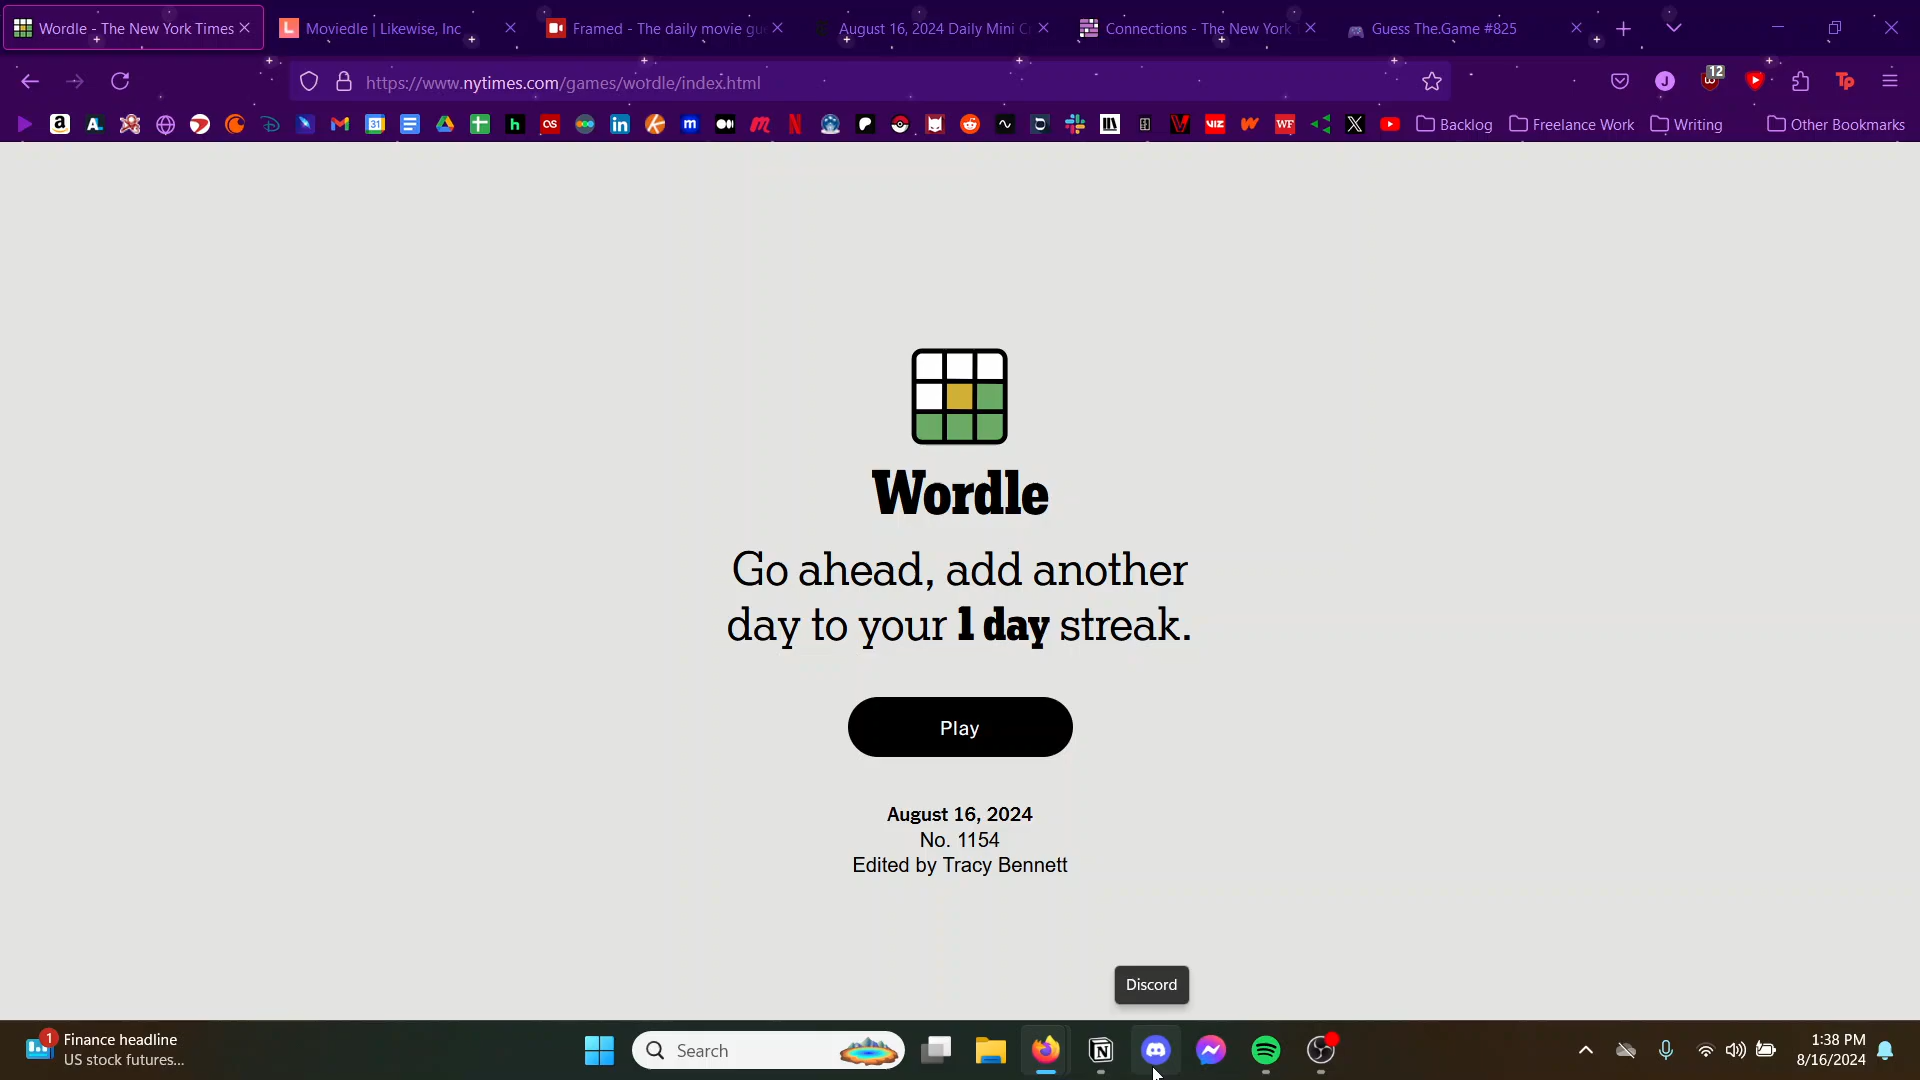 Wordle - The New York Times
Moviedle | Likewise, Inc
Framed - The daily movie gu
August 16, 2024 Daily Mini C
Connections - The New York
Guess The.Game #825
https://www.nytimes.com/games/wordle/index.html
12
Backlog
Freelance Work
Writing
Other Bookmarks
Wordle
Go ahead, add another
day to your 1 day streak.
Play
August 16, 2024
No. 1154
Edited by Tracy Bennett
Discord
1
Finance headline
US stock futures...
Search
1:38 PM
8/16/2024